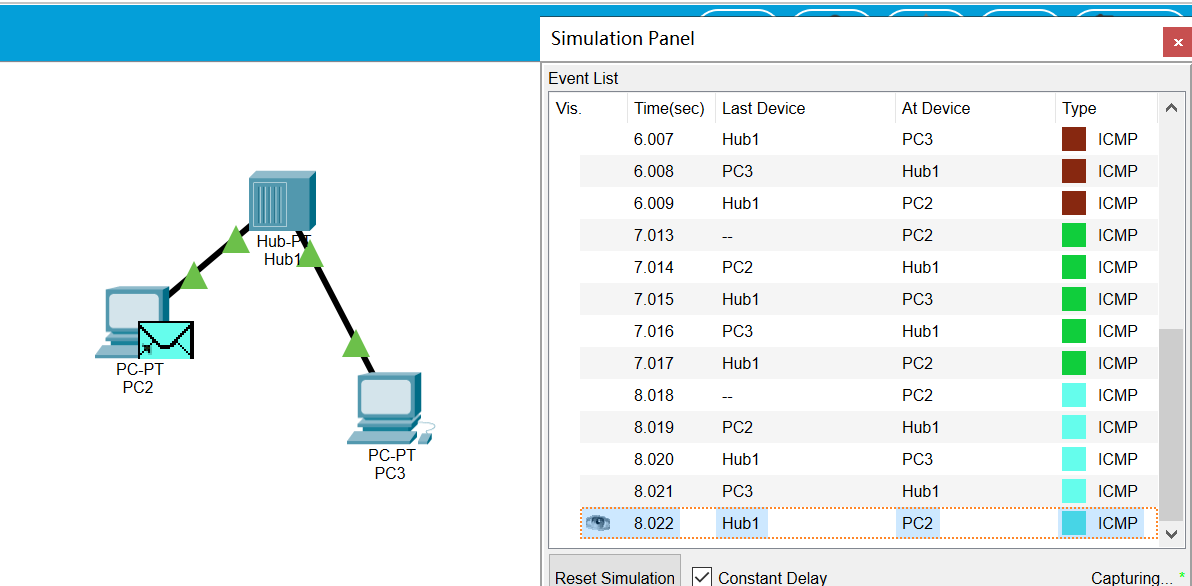 Simulation Panel
Event List
Vis. Time(sec) Last Device At Device Type
6.007 Hub1 PC3 ICMP
6.008 PC3 Hub1 ICMP
6.009 Hub1 PC2 ICMP
7.013 -- PC2 ICMP
7.014 PC2 Hub1 ICMP
7.015 Hub1 PC3 ICMP
7.016 PC3 Hub1 ICMP
7.017 Hub1 PC2 ICMP
8.018 -- PC2 ICMP
8.019 PC2 Hub1 ICMP
8.020 Hub1 PC3 ICMP
8.021 PC3 Hub1 ICMP
8.022 Hub1 PC2 ICMP
Reset Simulation Constant Delay Capturing... *
Hub-PT
Hub1
PC-PT
PC2
PC-PT
PC3